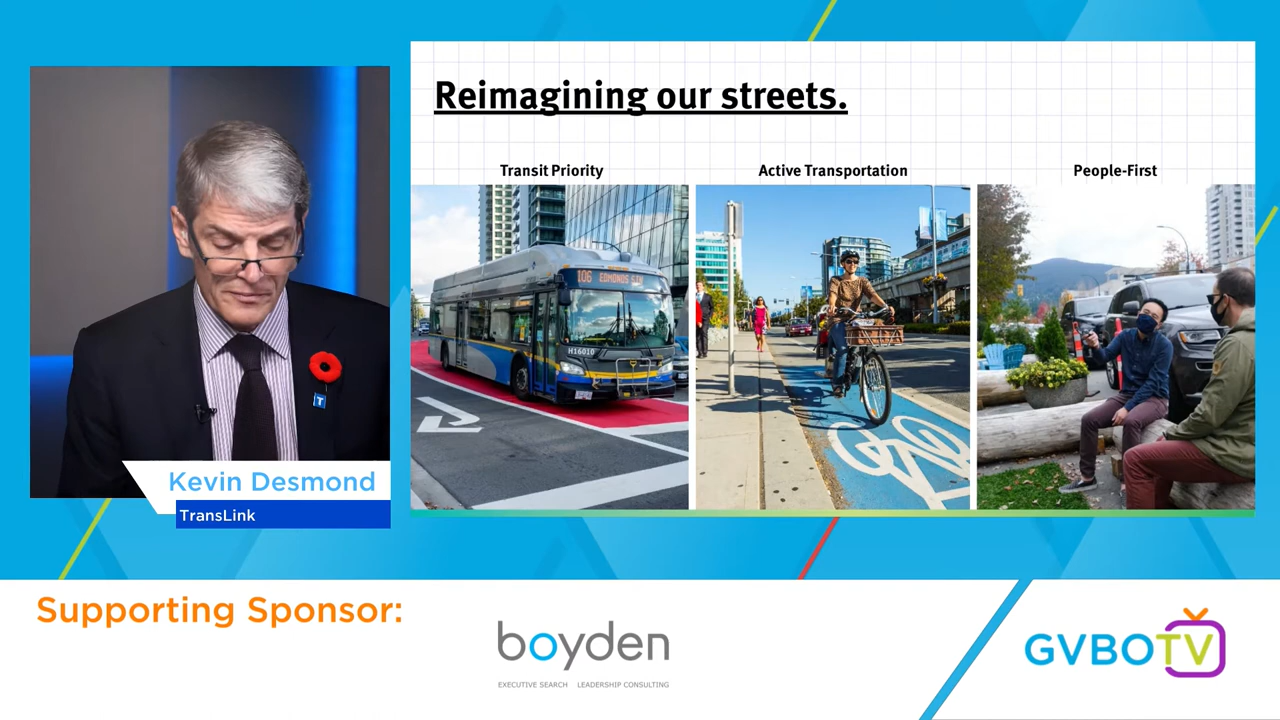 Reimagining our streets.
Transit Priority
Active Transportation
People-First
106 EDMONDS STN
H16010
T
Kevin Desmond
TransLink
Supporting Sponsor:
boyden
EXECUTIVE SEARCH LEADERSHIP CONSULTING
GVBOTV